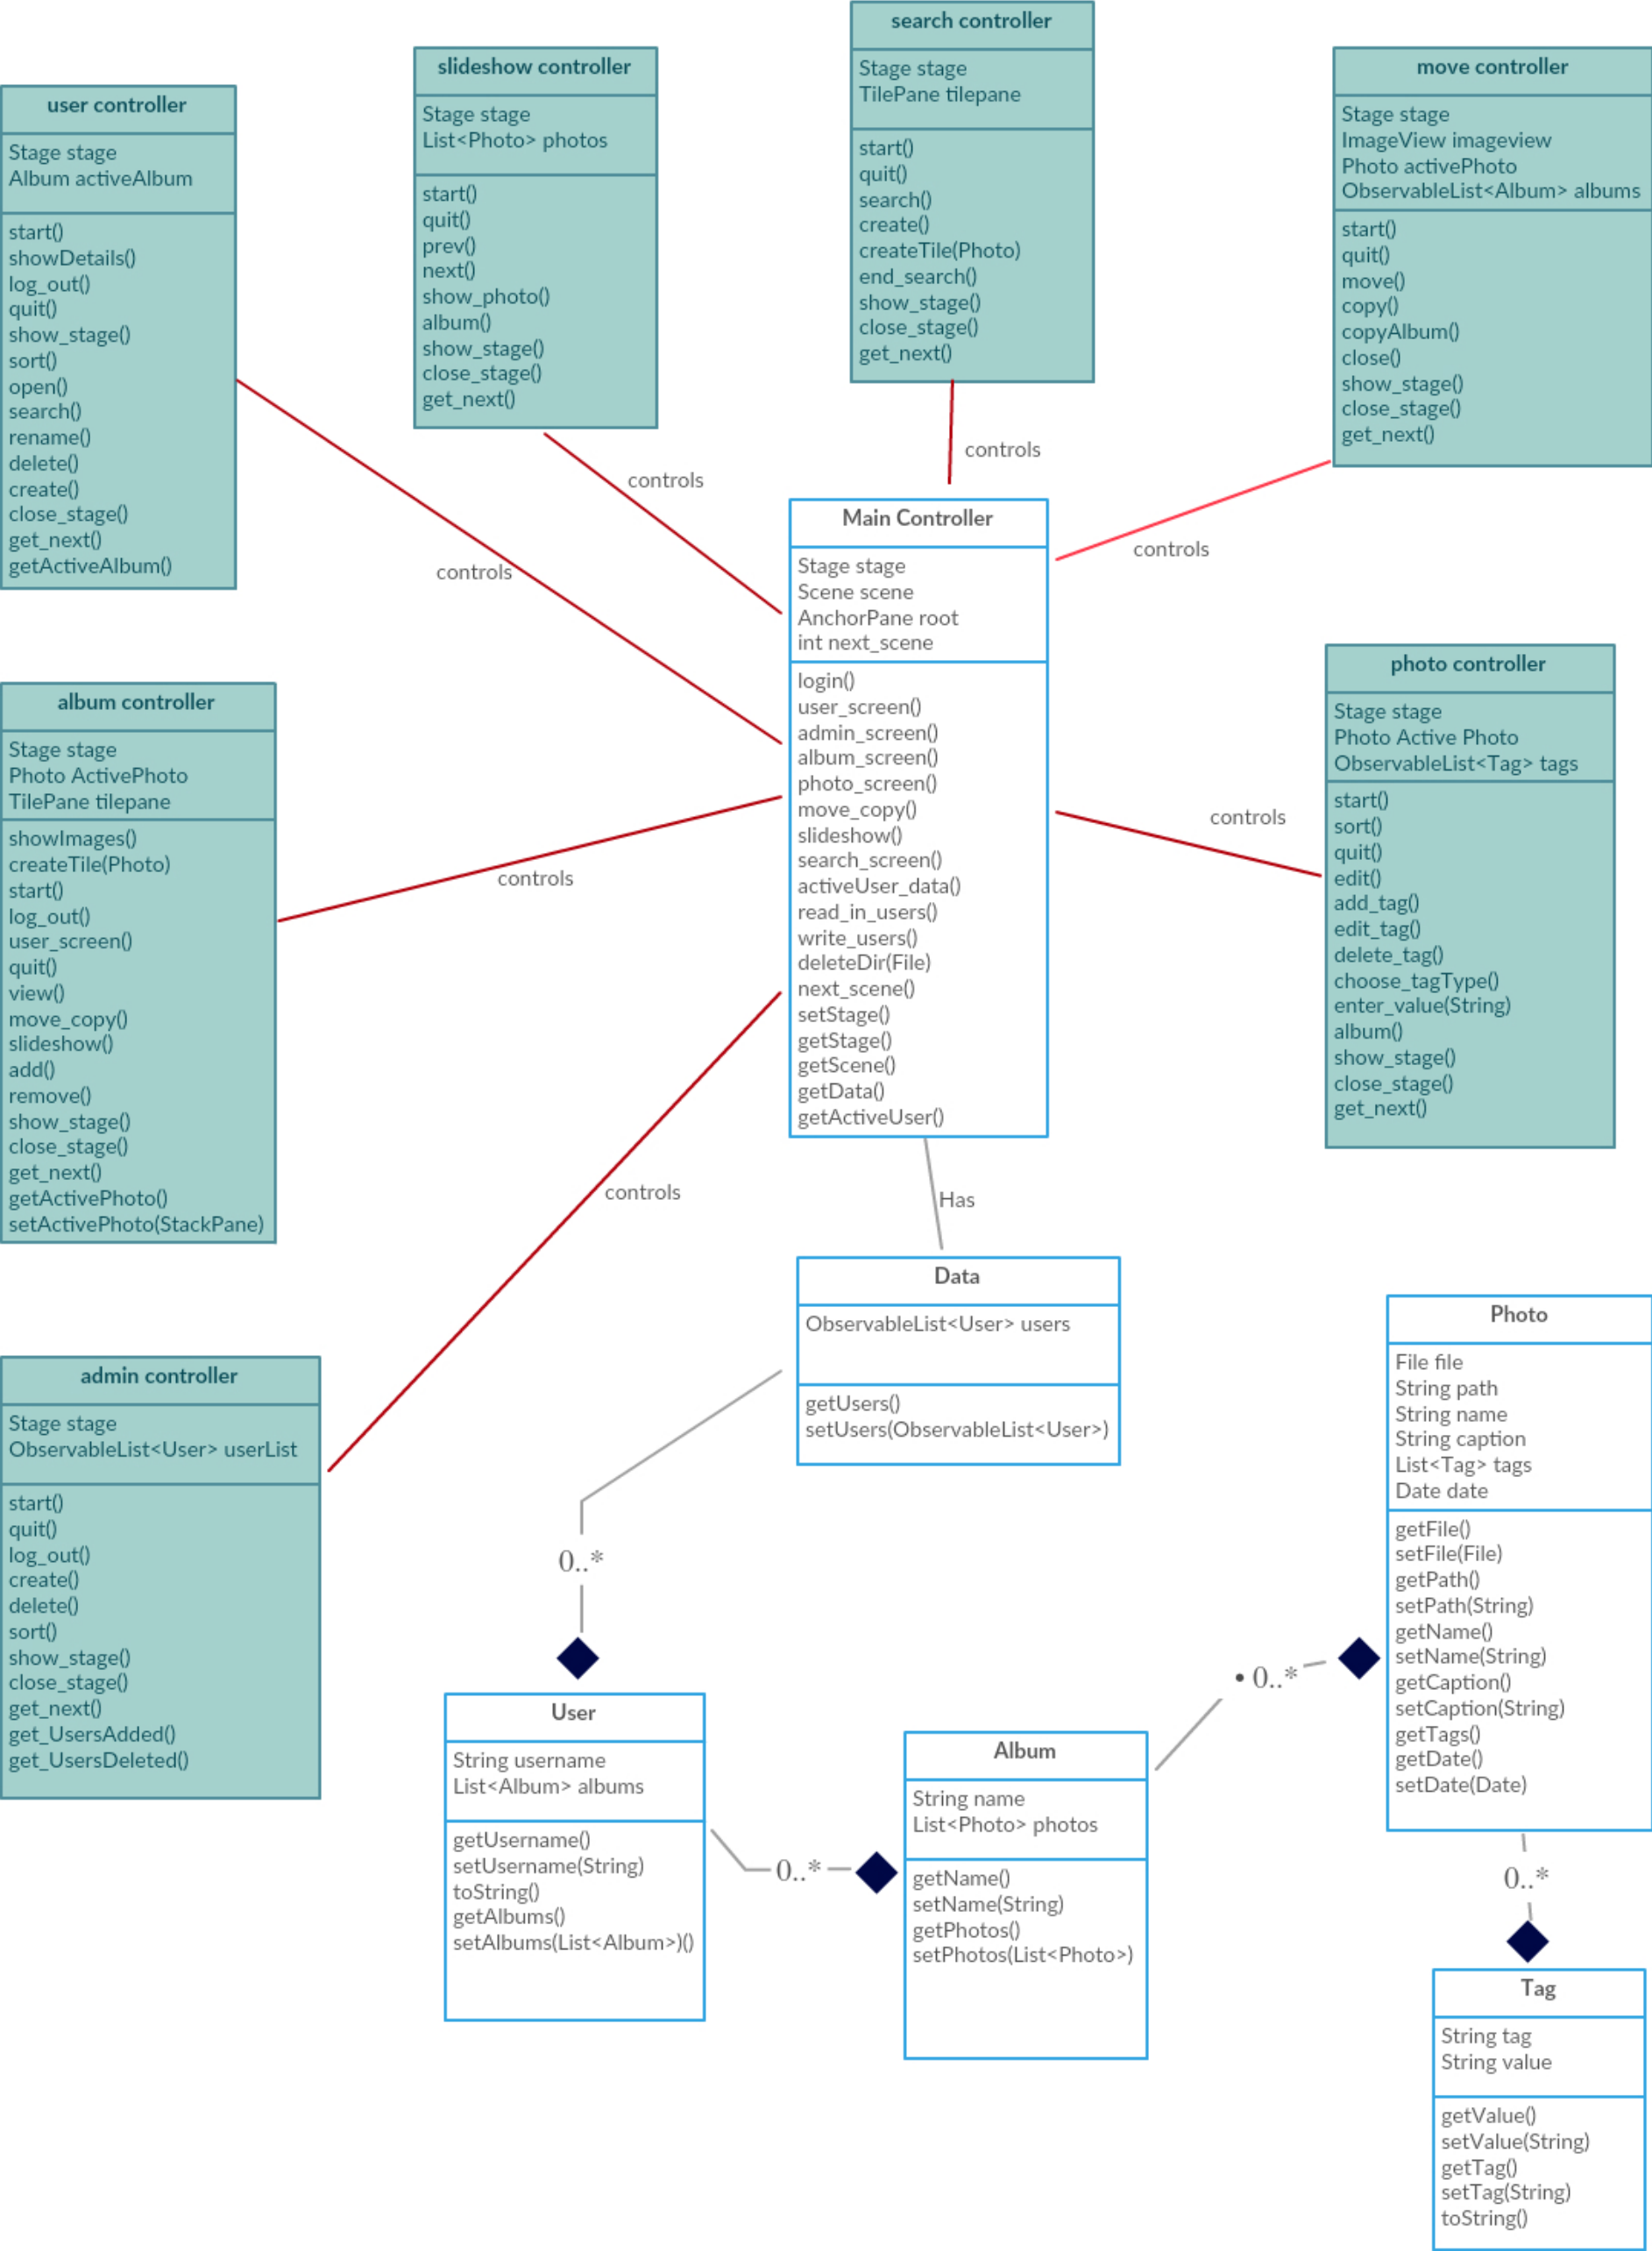 search controller
Stage stage
TilePane tilepane
start()
quit()
search()
create()
createTile(Photo)
end_search()
show_stage()
close_stage()
get_next()
slideshow controller
Stage stage
List<Photo> photos
start()
quit()
prev()
next()
show_photo()
album()
show_stage()
close_stage()
get_next()
move controller
Stage stage
ImageView imageview
Photo activePhoto
ObservableList<Album> albums
start()
quit()
move()
copy()
copyAlbum()
close()
show_stage()
close_stage()
get_next()
user controller
Stage stage
Album activeAlbum
start()
showDetails()
log_out()
quit()
show_stage()
sort()
open()
search()
rename()
delete()
create()
close_stage()
get_next()
getActiveAlbum()
controls
controls
controls
controls
Main Controller
Stage stage
Scene scene
AnchorPane root
int next_scene
login()
user_screen()
admin_screen()
album_screen()
photo_screen()
move_copy()
slideshow()
search_screen()
activeUser_data()
read_in_users()
write_users()
deleteDir(File)
next_scene()
setStage()
getStage()
getScene()
getData()
getActiveUser()
photo controller
Stage stage
Photo Active Photo
ObservableList<Tag> tags
start()
sort()
quit()
edit()
add_tag()
edit_tag()
delete_tag()
choose_tagType()
enter_value(String)
album()
show_stage()
close_stage()
get_next()
controls
album controller
Stage stage
Photo ActivePhoto
TilePane tilepane
showImages()
createTile(Photo)
start()
log_out()
user_screen()
quit()
view()
move_copy()
slideshow()
add()
remove()
show_stage()
close_stage()
get_next()
getActivePhoto()
setActivePhoto(StackPane)
controls
controls
Has
Data
ObservableList<User> users
getUsers()
setUsers(ObservableList<User>)
admin controller
Stage stage
ObservableList<User> userList
start()
quit()
log_out()
create()
delete()
sort()
show_stage()
close_stage()
get_next()
get_UsersAdded()
get_UsersDeleted()
Photo
File file
String path
String name
String caption
List<Tag> tags
Date date
getFile()
setFile(File)
getPath()
setPath(String)
getName()
setName(String)
getCaption()
setCaption(String)
getTags()
getDate()
setDate(Date)
0..*
• 0..*
User
String username
List<Album> albums
getUsername()
setUsername(String)
toString()
getAlbums()
setAlbums(List<Album>)()
0..*
Album
String name
List<Photo> photos
getName()
setName(String)
getPhotos()
setPhotos(List<Photo>)
0..*
Tag
String tag
String value
getValue()
setValue(String)
getTag()
setTag(String)
toString()